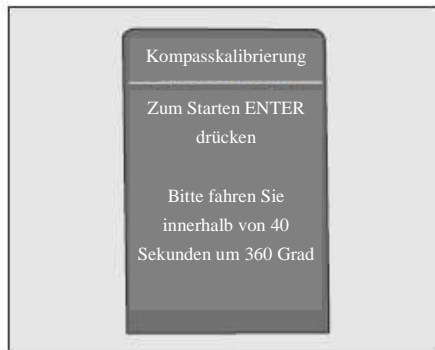 Kompasskalibrierung
Zum Starten ENTER
drücken
Bitte fahren Sie
innerhalb von 40
Sekunden um 360 Grad